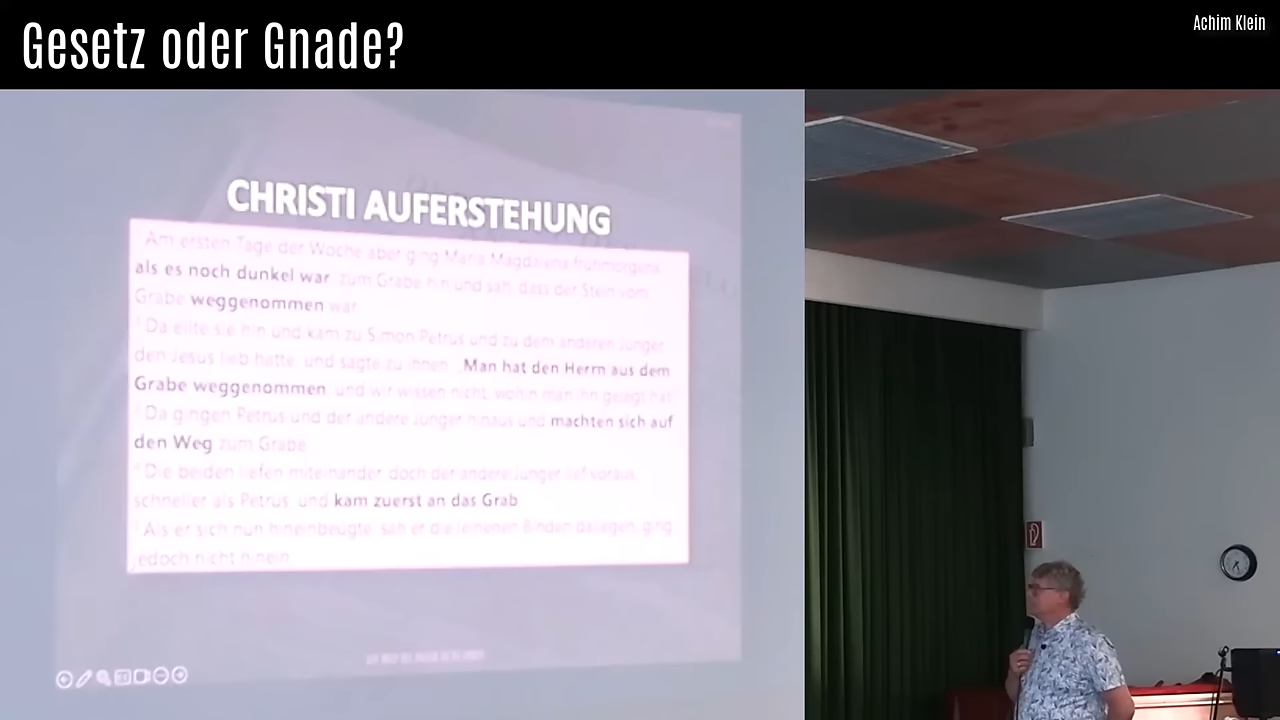 Gesetz oder Gnade?
Achim Klein
CHRISTI AUFERSTEHUNG
Am ersten Tage der Woche aber ging Maria Magdalena frühmorgens
als es noch dunkel war, zum Grabe hin und sah, dass der Stein vom
Grabe weggenommen war
Da eilte sie hin und kam zu Simon Petrus und zu dem anderen Jünger
den Jesus lieb hatte, und sagte zu ihnen: „Man hat den Herrn aus dem
Grabe weggenommen, und wir wissen nicht, wohin man ihn gelegt hat
Da gingen Petrus und der andere Jünger hinaus und machten sich auf
den Weg zum Grabe
Die beiden liefen miteinander, doch der andere Jünger lief voraus,
schneller als Petrus, und kam zuerst an das Grab
Als er sich nun hineinbeugte, sah er die leinenen Binden daliegen, ging
jedoch nicht hinein